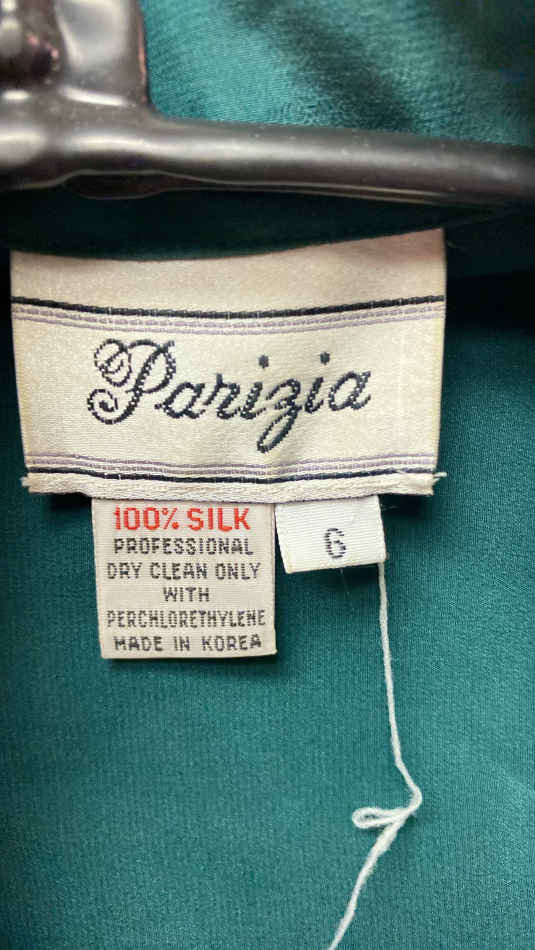 Parizia
100% SILK
PROFESSIONAL
DRY CLEAN ONLY
WITH
PERCHLORETHYLENE
MADE IN KOREA
6